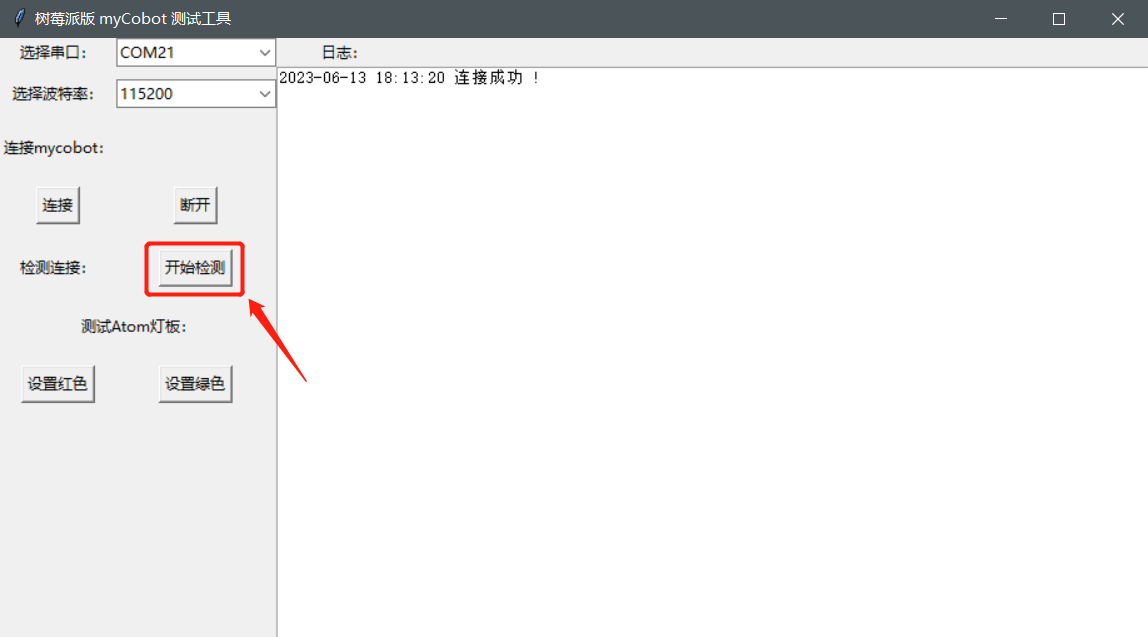 树莓派版 myCobot 测试工具
选择串口: COM21
日志:
2023-06-13 18:13:20 连接成功 !
选择波特率: 115200
连接mycobot:
连接 断开
检测连接: 开始检测
测试Atom灯板:
设置红色 设置绿色